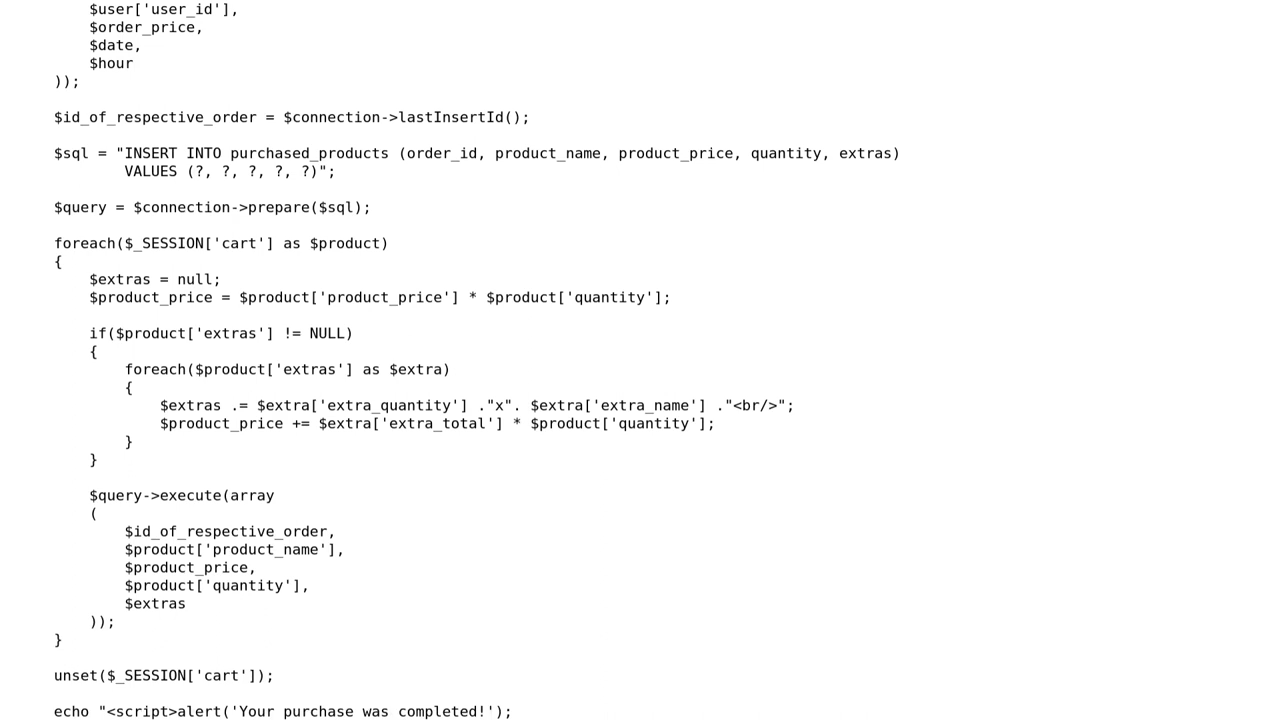 $user['user_id'],
$order_price,
$date,
$hour
));
$id_of_respective_order = $connection->lastInsertId();
$sql = "INSERT INTO purchased_products (order_id, product_name, product_price, quantity, extras)
VALUES (?, ?, ?, ?, ?)";
$query = $connection->prepare($sql);
foreach($_SESSION['cart'] as $product)
{
$extras = null;
$product_price = $product['product_price'] * $product['quantity'];
if($product['extras'] != NULL)
{
foreach($product['extras'] as $extra)
{
$extras .= $extra['extra_quantity'] ."x". $extra['extra_name'] ."<br/>";
$product_price += $extra['extra_total'] * $product['quantity'];
}
}
$query->execute(array
(
$id_of_respective_order,
$product['product_name'],
$product_price,
$product['quantity'],
$extras
));
}
unset($_SESSION['cart']);
echo "<script>alert('Your purchase was completed!');